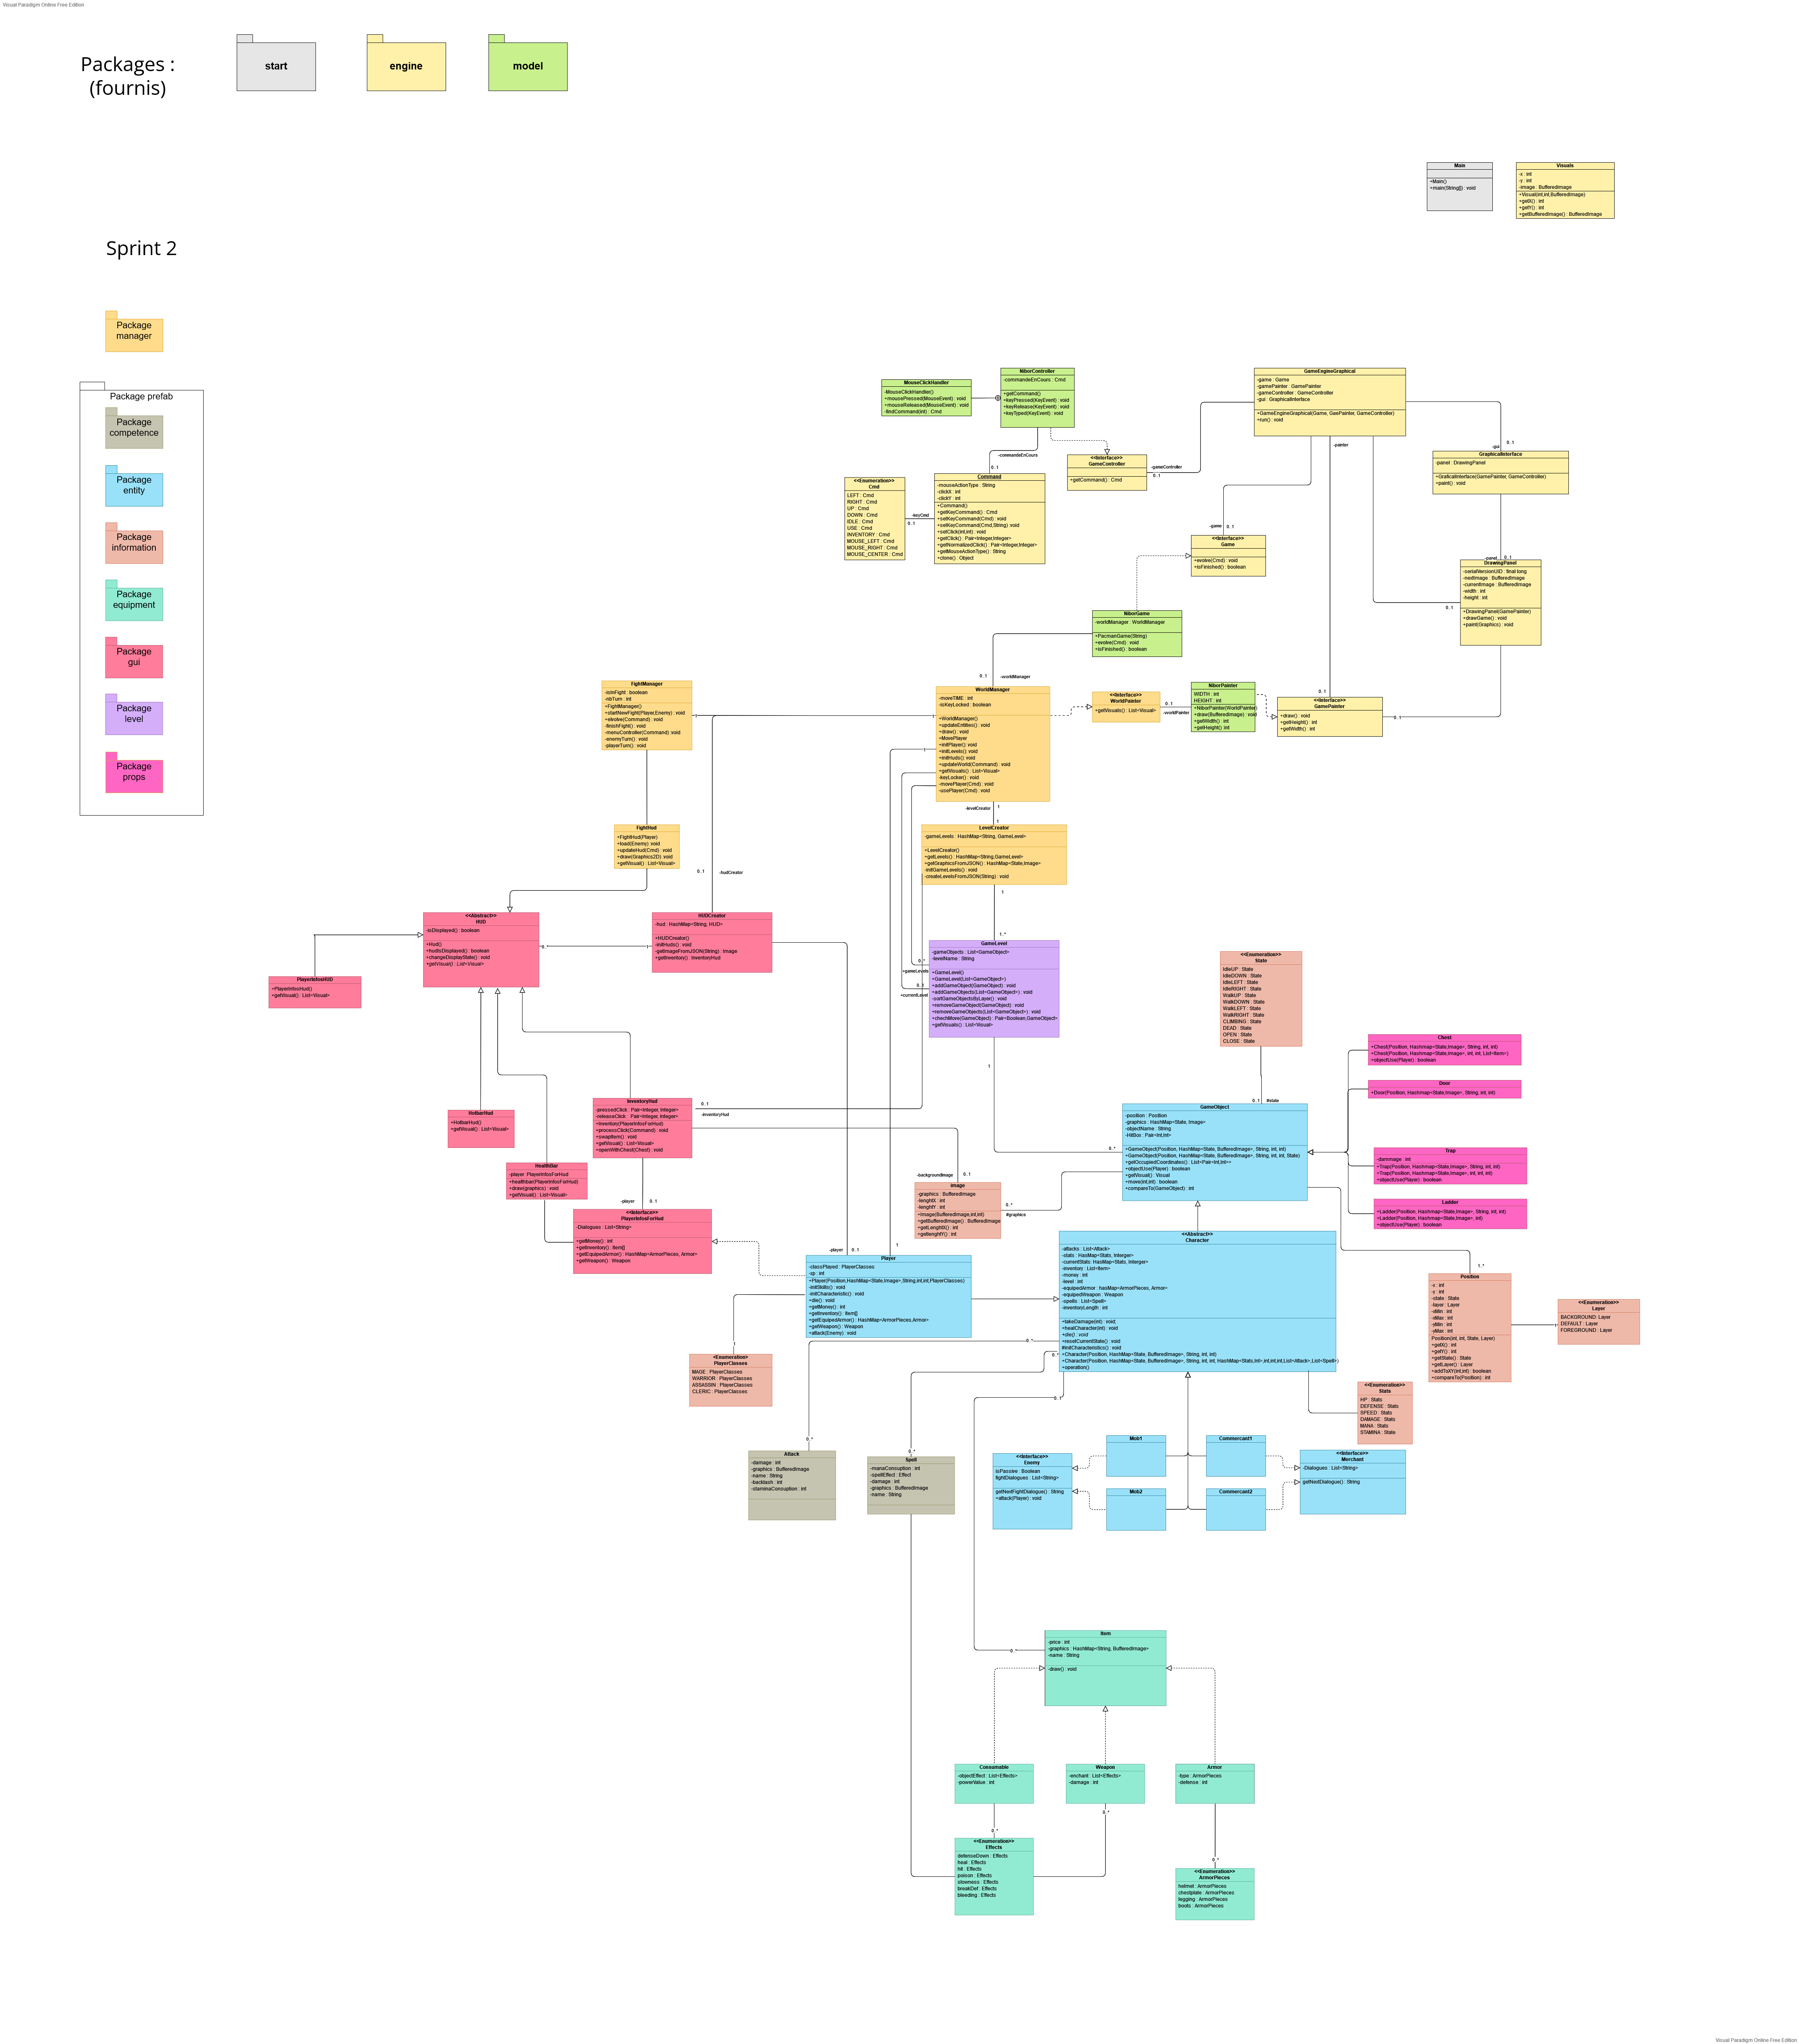 Visual Paradigm Online Free Edition
Packages :
(fournis)
start
engine
model
Main
+Main()
+main(String[]) : void
Visuals
-x : int
-y : int
-image : BufferedImage
+Visual(int,int,BufferedImage)
+getX() : int
+getY() : int
+getBufferedImage() : BufferedImage
Sprint 2
Package
manager
Package prefab
Package
competence
Package
entity
Package
information
Package
equipment
Package
gui
Package
level
Package
props
MouseClickHandler
-MouseClickHandler()
+mousePressed(MouseEvent) : void
+mouseReleased(MouseEvent) : void
-findCommand(int) : Cmd
NiborController
-commandeEnCours : Cmd
+getCommand()
+keyPressed(KeyEvent) : void
+keyRelease(KeyEvent) : void
+keyTyped(KeyEvent) : void
-commandeEnCours
0..1
<<Interface>>
GameController
+getCommand() : Cmd
-gameController
0..1
GameEngineGraphical
-game : Game
-gamePainter : GamePainter
-gameController : GameController
-gui : GraphicalInterface
+GameEngineGraphical(Game, GaePainter, GameController)
+run() : void
-painter
-gui
0..1
GraphicalInterface
-panel : DrawingPanel
+GraficalInterface(GamePainter, GameController)
+paint() : void
<<Enumeration>>
Cmd
LEFT : Cmd
RIGHT : Cmd
UP : Cmd
DOWN : Cmd
IDLE : Cmd
USE : Cmd
INVENTORY : Cmd
MOUSE_LEFT : Cmd
MOUSE_RIGHT : Cmd
MOUSE_CENTER : Cmd
-keyCmd
0..1
Command
-mouseActionType : String
-clickX : int
-clickY : int
+Command()
+getKeyCommand() : Cmd
+setKeyCommand(Cmd) : void
+setKeyCommand(Cmd,String) :void
+setClick(int,int) : void
+getClick() : Pair<Integer,Integer>
+getNormalizedClick() : Pair<Integer,Integer>
+getMouseActionType() : String
+clone() : Object
-game
0..1
<<Interface>>
Game
+evolve(Cmd) : void
+isFinished() : boolean
-panel
0..1
DrawingPanel
-serialVersionUID : final long
-nextImage : BufferedImage
-currentImage : BufferedImage
-width : int
-height : int
+DrawingPanel(GamePainter)
+drawGame() : void
+paint(Graphics) : void
0..1
NiborGame
-worldManager : WorldManager
+PacmanGame(String)
+evolve(Cmd) : void
+isFinished() : boolean
0..1
-worldManager
FightManager
-isInFight : boolean
-nbTurn : int
+FightManager()
+startNewFight(Player,Enemy) : void
+elvolve(Command) : void
-finishFight() : void
-menuController(Command) : void
-enemyTurn() : void
-playerTurn() : void
1
1
WorldManager
-moveTIME : int
-isKeyLocked : boolean
+WorldManager()
+updateEntities() : void
+draw() : void
+MovePlayer
+initPlayer() : void
+initLevels() : void
+initHuds() : void
+updateWorld(Command) : void
+getVisuals() : List<Visual>
-keyLocker() : void
-movePlayer(Cmd) : void
-usePlayer(Cmd) : void
<<Interface>>
WorldPainter
+getVisuals() : List<Visual>
0..1
-worldPainter
NiborPainter
WIDTH : int
HEIGHT : int
+NiborPainter(WorldPainter)
+draw(BufferedImage) : void
+getWidth() : int
+getHeight() : int
0..1
<<Interface>>
GamePainter
+draw() : void
+getHeight() : int
+getWidth() : int
0..1
1
-levelCreator
1
1
FightHud
+FightHud(Player)
+load(Enemy) :void
+updateHud(Cmd) : void
+draw(Graphics2D) :void
+getVisual() : List<Visual>
LevelCreator
-gameLevels : HashMap<String, GameLevel>
+LevelCreator()
+getLevels() : HashMap<String,GameLevel>
+getGraphicsFromJSON() : HashMap<State,Image>
-initGameLevels() : void
-createLevelsFromJSON(String) : void
0..1
-hudCreator
1
<<Abstract>>
HUD
-isDisplayed() : boolean
+Hud()
+hudIsDisplayed() : boolean
+changeDisplayState() : void
+getVisual() : List<Visual>
0..*
1
HUDCreator
-hud : HashMap<String, HUD>
+HUDCreator()
-initHuds() : void
-getImageFromJSON(String) : Image
+getInventory() : InventoryHud
PlayerInfosHUD
+PlayerInfosHud()
+getVisual() : List<Visual>
1..*
0..*
+gameLevels
0..1
+currentLevel
GameLevel
-gameObjects : List<GameObject>
-levelName : String
+GameLevel()
+GameLevel(List<GameObject>)
+addGameObject(GameObject) : void
+addGameObjects(List<GameObject>) : void
-sortGameObjectsByLayer() : void
+removeGameObject(GameObject) : void
+removeGameObjects(List<GameObject>) : void
+chechMove(GameObject) : Pair<Boolean,GameObject>
+getVisuals() : List<Visual>
1
<<Enumeration>>
State
IdleUP : State
IdleDOWN : State
IdleLEFT : State
IdleRIGHT : State
WalkUP : State
WalkDOWN : State
WalkLEFT : State
WalkRIGHT : State
CLIMBING : State
DEAD : State
OPEN : State
CLOSE : State
0..1
#state
Chest
+Chest(Position, Hashmap<State,Image>, String, int, int)
+Chest(Position, Hashmap<State,Image>, int, int, List<Item>)
+objectUse(Player) : boolean
Door
+Door(Position, Hashmap<State,Image>, String, int, int)
Trap
-dammage : int
+Trap(Position, Hashmap<State,Image>, String, int, int)
+Trap(Position, Hashmap<State,Image>, int, int, int)
+objectUse(Player) : boolean
Ladder
+Ladder(Position, Hashmap<State,Image>, String, int, int)
+Ladder(Position, Hashmap<State,Image>, int)
+objectUse(Player) : boolean
HotbarHud
+HotbarHud()
+getVisual() : List<Visual>
InventoryHud
-pressedClick : Pair<Integer, Integer>
-releaseClick : Pair<Integer, Integer>
+Inventory(PlayerInfosForHud)
+processClick(Command) : void
+swapItem() : void
+getVisual() : List<Visual>
+openWithChest(Chest) : void
0..1
-inventoryHud
GameObject
-position : Position
-graphics : HashMap<State, Image>
-objectName : String
-HitBox : Pair<Int,Int>
+GameObject(Position, HashMap<State, BufferedImage>, String, int, int)
+GameObject(Position, HashMap<State, BufferedImage>, String, int, int, State)
+getOccupiedCoordinates() : List<Pair<Int,Int>>
+objectUse(Player) : boolean
+getVisual() : Visual
+move(int,int) : boolean
+compareTo(GameObject) : int
0..*
HealthBar
-player :PlayerInfosForHud
+healthbar(PlayerInfosForHud)
+draw(graphics) : void
+getVisual() : List<Visual>
-player
0..1
-backgroundImage
0..1
Image
-graphics : BufferedImage
-lenghtX : int
-lenghtY : int
+Image(BufferedImage,int,int)
+getBufferedImage() : BufferedImage
+getLenghtX() : int
+getlenghtY() : int
0..*
#graphics
<<Interface>>
PlayerInfosForHud
-Dialogues : List<String>
+getMoney() : int
+getInventory() : Item[]
+getEquipedArmor() : HashMap<ArmorPieces, Armor>
+getWeapon() : Weapon
-player
0..1
1
Player
-classPlayed : PlayerClasses
-xp : int
+Player(Position,HashMap<State,Image>,String,int,int,PlayerClasses)
-initSkills() : void
-initCharacteristic() : void
+die() : void
+getMoney() : int
+getInventory() : Item[]
+getEquipedArmor() : HashMap<ArmorPieces,Armor>
+getWeapon() : Weapon
+attack(Enemy) : void
<<Abstract>>
Character
-attacks : List<Attack>
-stats : HasMap<Stats, Interger>
-currentStats: HasMap<Stats, Interger>
-inventory : List<Item>
-money : int
-level : int
-equipedArmor : hasMap<ArmorPieces, Armor>
-equipedWeapon : Weapon
-spells : List<Spell>
-inventoryLength : int
+takeDamage(int) : void;
+healCharacter(int) : void
+die() : void
+resetCurrentState() : void
#initCharacteristics() : void
+Character(Position, HashMap<State, BufferedImage>, String, int, int)
+Character(Position, HashMap<State, BufferedImage>, String, int, int, HashMap<Stats,Int>,int,int,int,List<Attack>,List<Spell>)
+operation()
1..*
Position
-x : int
-y : int
-state : State
-layer : Layer
-xMin : int
-xMax : int
-yMin : int
-yMax : int
Position(int, int, State, Layer)
+getX() : int
+getY() : int
+getState() : State
+getLayer() : Layer
+addToXY(int,int) : boolean
+compareTo(Position) : int
1
<<Enumeration>>
Layer
BACKGROUND: Layer
DEFAULT : Layer
FOREGROUND : Layer
1
<Enumeration>
PlayerClasses
MAGE : PlayerClasses
WARRIOR : PlayerClasses
ASSASSIN : PlayerClasses
CLERIC : PlayerClasses
0..*
0..*
0..1
<<Enumeration>>
Stats
HP : Stats
DEFENSE : Stats
SPEED : Stats
DAMAGE : Stats
MANA : Stats
STAMINA : State
0..*
Attack
-damage : int
-graphics : BufferedImage
-name : String
-backlash : int
-staminaConsuption : int
0..*
Spell
-manaConsuption : int
-spellEffect : Effect
-damage : int
-graphics : BufferedImage
-name : String
<<Interface>>
Enemy
isPassive : Boolean
fightDialogues : List<String>
getNextFightDialogue() : String
+attack(Player) : void
Mob1
Commercant1
Mob2
Commercant2
<<Interface>>
Merchant
-Dialogues : List<String>
getNextDialogue() : String
0..*
Item
-price : int
-graphics : HashMap<String, BufferedImage>
-name : String
-draw() : void
Consumable
-objectEffect : List<Effects>
-powerValue : int
Weapon
-enchant : List<Effects>
-damage : int
Armor
-type : ArmorPieces
-defense : int
0..*
0..*
<<Enumeration>>
Effects
defenseDown : Effects
heal : Effects
hit : Effects
poison : Effects
slowness : Effects
breakDef : Effects
bleeding : Effects
0..*
<<Enumeration>>
ArmorPieces
helmet : ArmorPieces
chestplate : ArmorPieces
legging : ArmorPieces
boots : ArmorPieces
Visual Paradigm Online Free Edition